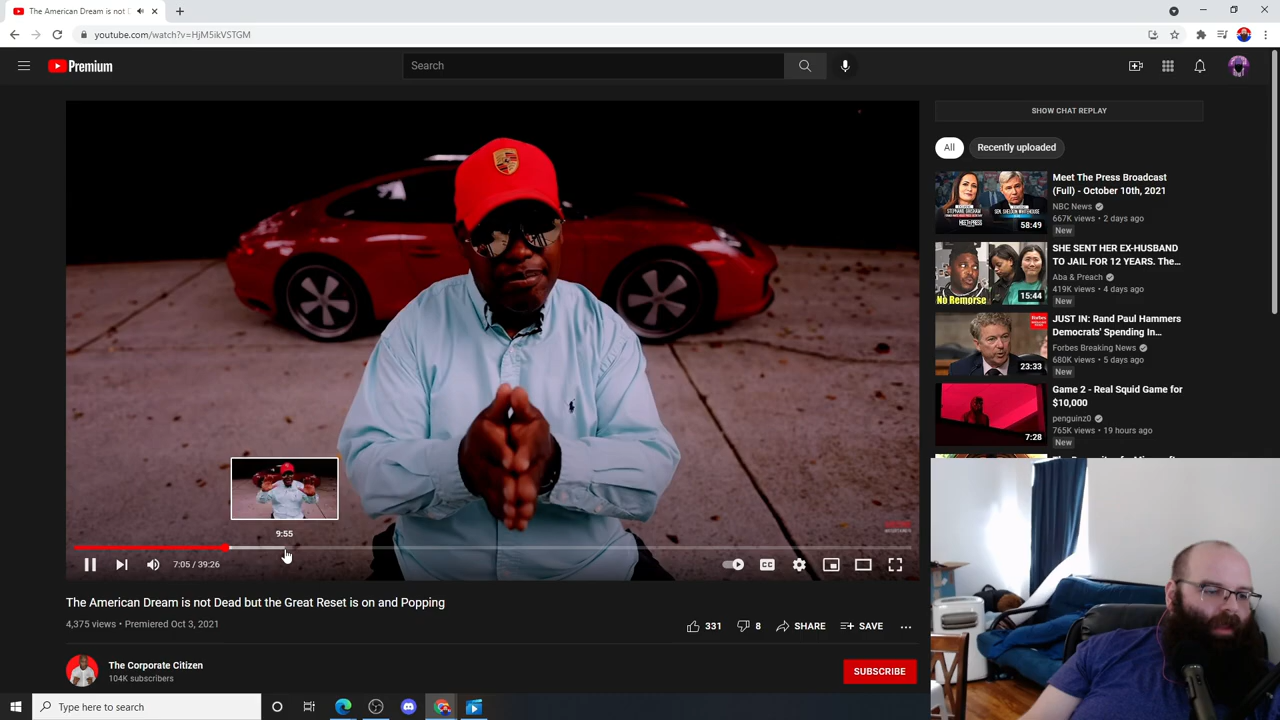 The American Dream is not D
youtube.com/watch?v=HjM5ikVSTGM
Premium
Search
SHOW CHAT REPLAY
All
Recently uploaded
Meet The Press Broadcast
(Full) - October 10th, 2021
NBC News
667K views • 2 days ago
New
58:49
SHE SENT HER EX-HUSBAND
TO JAIL FOR 12 YEARS. The...
Aba & Preach
419K views • 4 days ago
New
No Remorse
15:44
JUST IN: Rand Paul Hammers
Democrats' Spending In...
Forbes Breaking News
680K views • 5 days ago
New
23:33
Game 2 - Real Squid Game for
$10,000
penguinz0
765K views • 19 hours ago
New
7:28
9:55
7:05 / 39:26
CC
The American Dream is not Dead but the Great Reset is on and Popping
4,375 views • Premiered Oct 3, 2021
331
8
SHARE
SAVE
The Corporate Citizen
104K subscribers
SUBSCRIBE
Type here to search